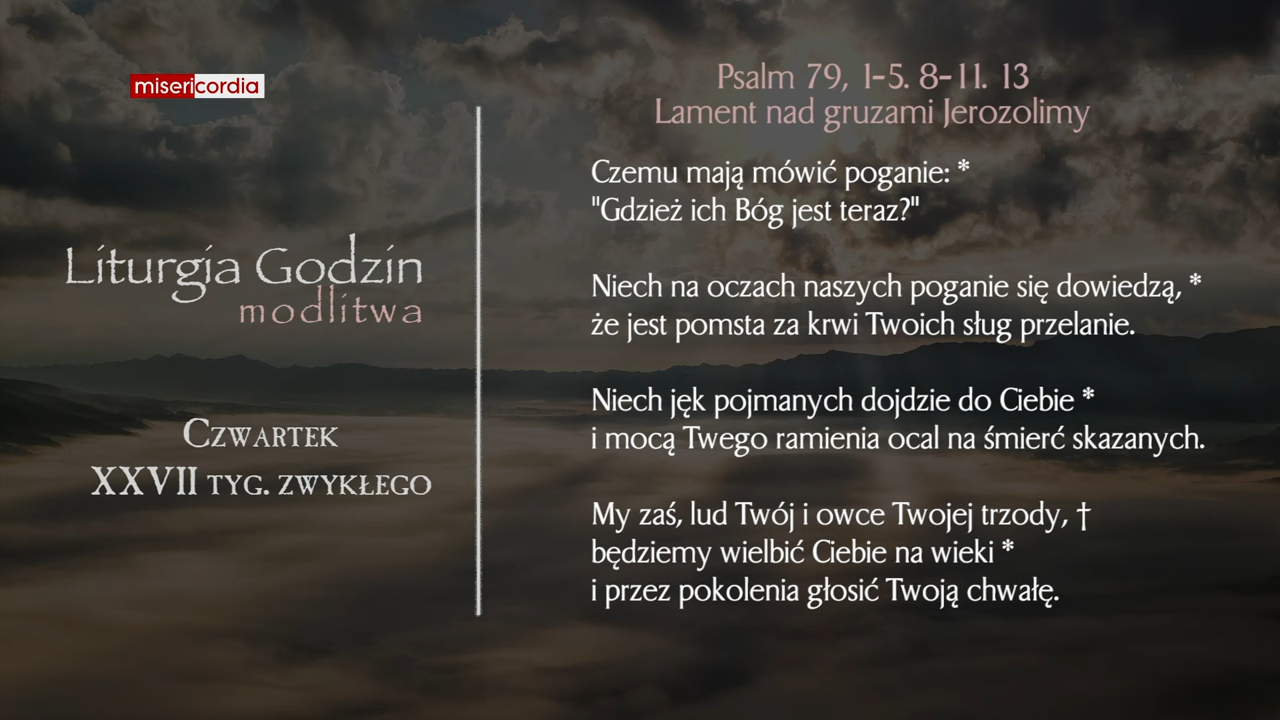 misericordia
Liturgia Godzin
modlitwa
Czwartek
XXVII tyg. zwykłego
Psalm 79, 1-5. 8-11. 13
Lament nad gruzami Jerozolimy
Czemu mają mówić poganie: *
"Gdzież ich Bóg jest teraz?"
Niech na oczach naszych poganie się dowiedzą, *
że jest pomsta za krwi Twoich sług przelanie.
Niech jęk pojmanych dojdzie do Ciebie *
i mocą Twego ramienia ocal na śmierć skazanych.
My zaś, lud Twój i owce Twojej trzody, †
będziemy wielbić Ciebie na wieki *
i przez pokolenia głosić Twoją chwałę.